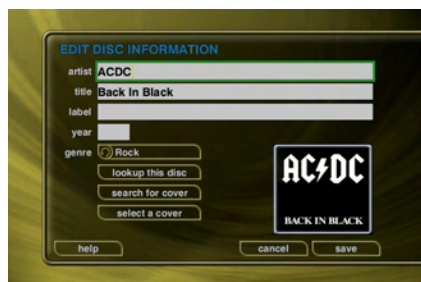 EDIT DISC INFORMATION
artist ACDC
title Back In Black
label
year
genre Rock
lookup this disc
search for cover
select a cover
AC⚡DC
BACK IN BLACK
help cancel save